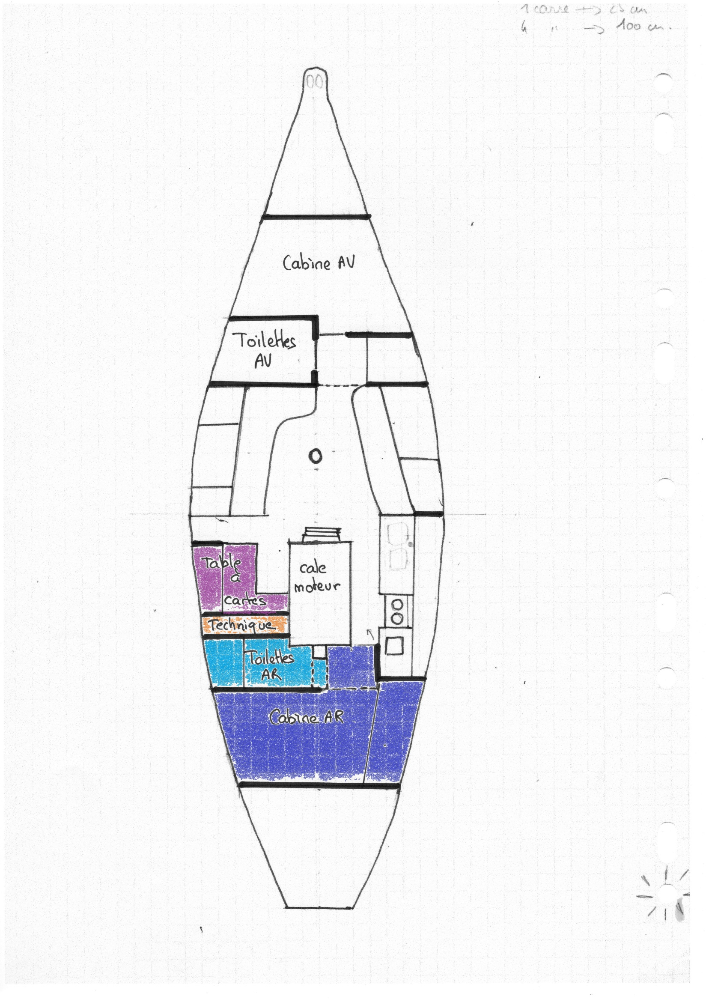 1 carre → 25 cm
4 " → 100 cm.
Cabine AV
Toilettes
AV
Table
à
cartes
cale
moteur
Technique
Toilettes
AR
Cabine AR